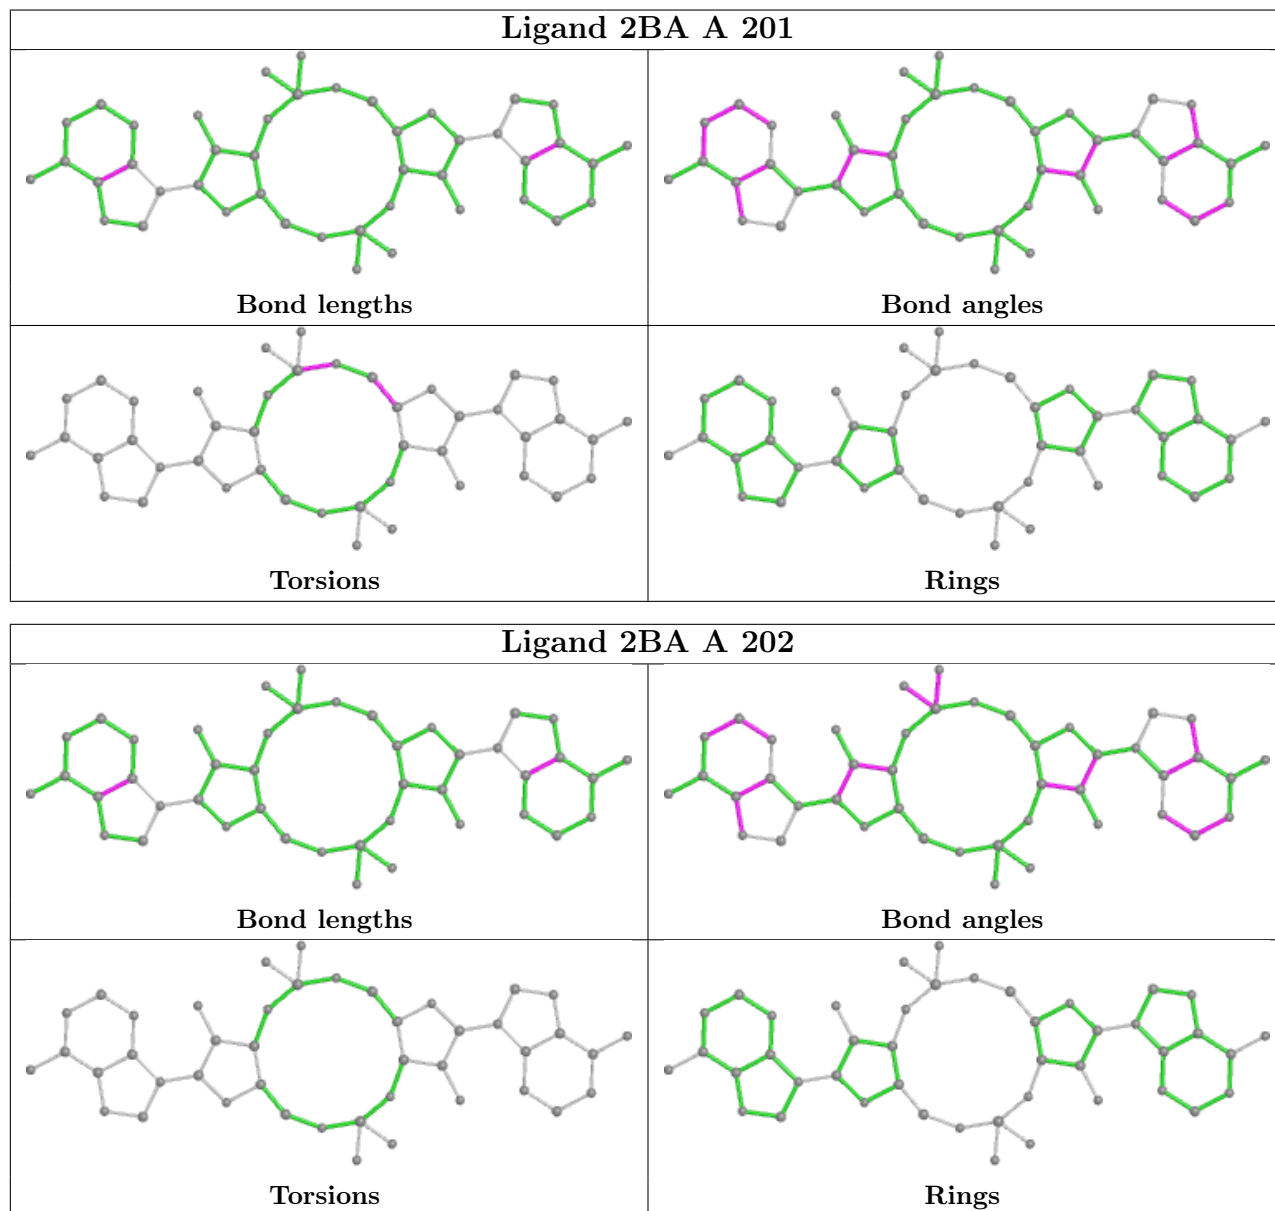 Ligand 2BA A 201
Bond lengths
Bond angles
Torsions
Rings
Ligand 2BA A 202
Bond lengths
Bond angles
Torsions
Rings